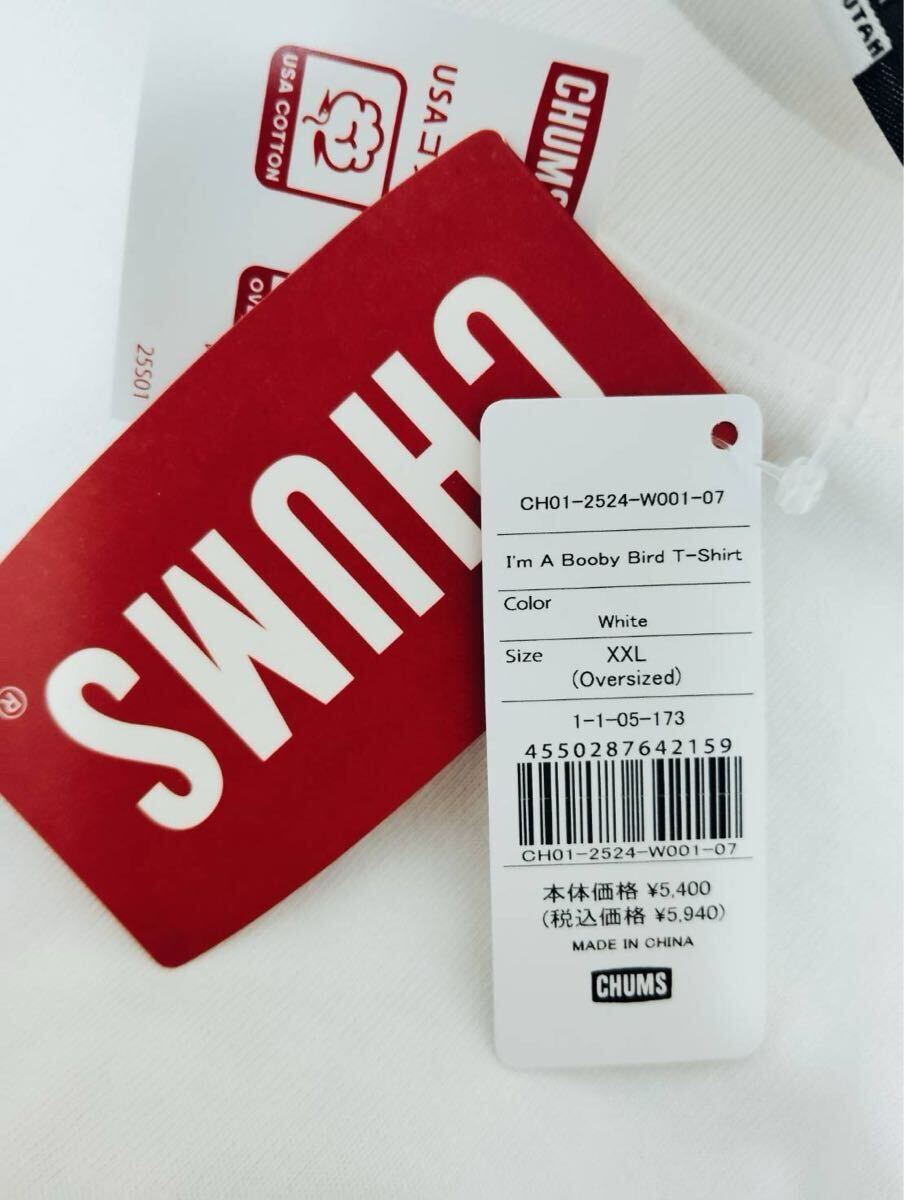 UTAH
CHUMS
USA COTTON
25S01
CHUMS
®
CH01-2524-W001-07
I'm A Booby Bird T-Shirt
Color
White
Size XXL
(Oversized)
1-1-05-173
4550287642159
CH01-2524-W001-07
本体価格 ¥5,400
(税込価格 ¥5,940)
MADE IN CHINA
CHUMS